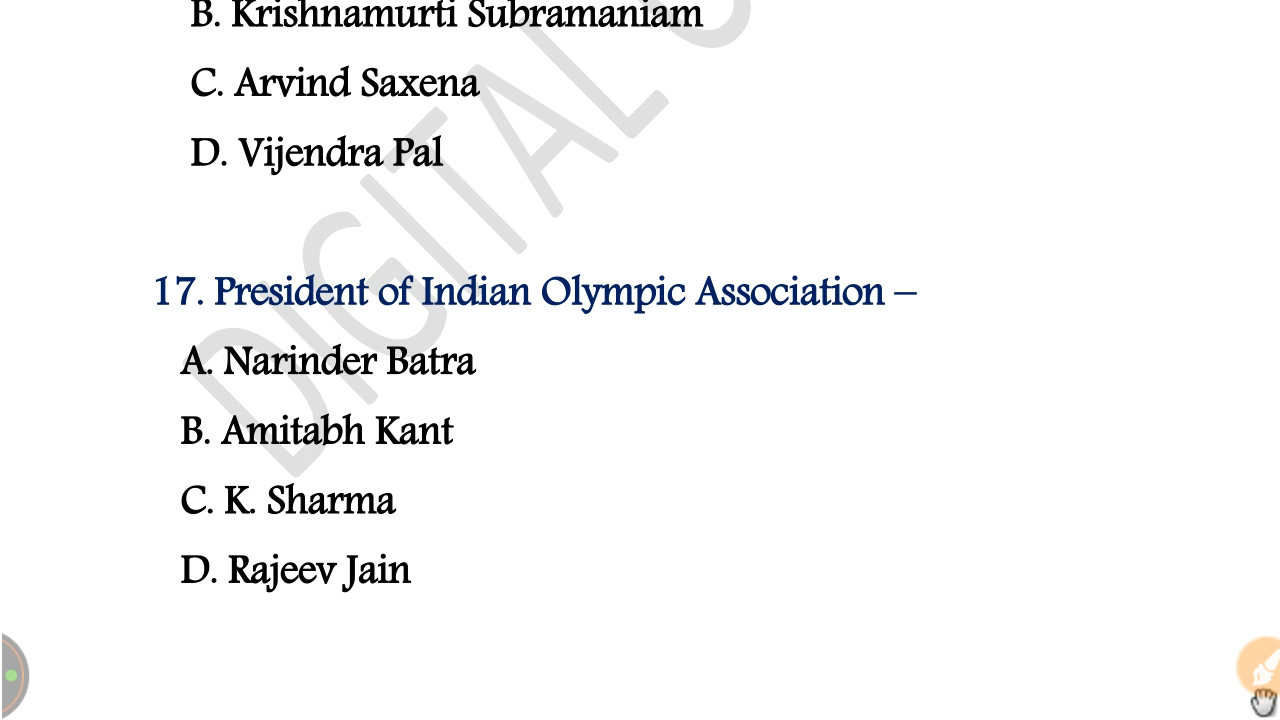 B. Krishnamurti Subramaniam
C. Arvind Saxena
D. Vijendra Pal
17. President of Indian Olympic Association –
A. Narinder Batra
B. Amitabh Kant
C. K. Sharma
D. Rajeev Jain
DIGITAL